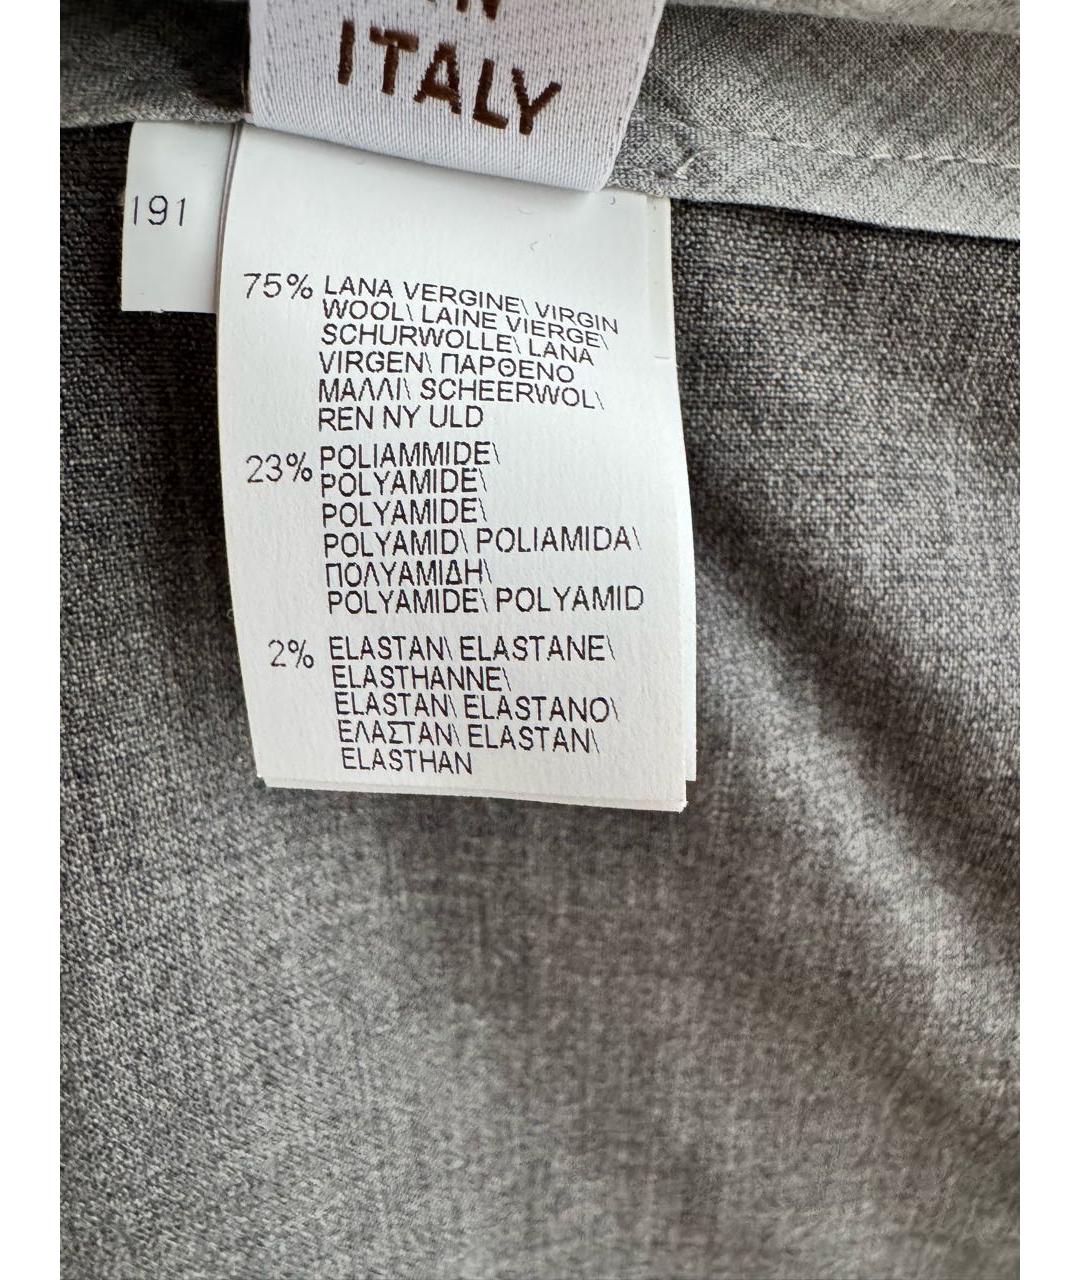 ITALY
191
75% LANA VERGINE\ VIRGIN
WOOL\ LAINE VIERGE\
SCHURWOLLE\ LANA
VIRGEN\ ΠΑΡΘΕΝΟ
ΜΑΛΛΙ\ SCHEERWOL\
REN NY ULD
23% POLIAMMIDE\
POLYAMIDE\
POLYAMIDE\
POLYAMID\ POLIAMIDA\
ΠΟΛΥΑΜΙΔΗ\
POLYAMIDE\ POLYAMID
2% ELASTAN\ ELASTANE\
ELASTHANNE\
ELASTAN\ ELASTANO\
ΕΛΑΣΤΑΝ\ ELASTAN\
ELASTHAN